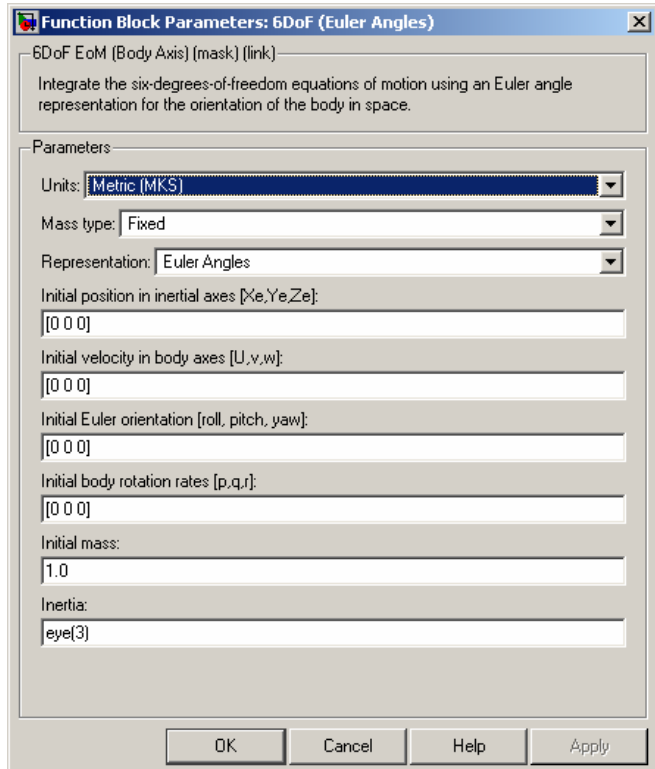 Function Block Parameters: 6DoF (Euler Angles)
6DoF EoM (Body Axis) (mask) (link)
Integrate the six-degrees-of-freedom equations of motion using an Euler angle
representation for the orientation of the body in space.
Parameters
Units: Metric (MKS)
Mass type: Fixed
Representation: Euler Angles
Initial position in inertial axes [Xe,Ye,Ze]:
[0 0 0]
Initial velocity in body axes [U,v,w]:
[0 0 0]
Initial Euler orientation [roll, pitch, yaw]:
[0 0 0]
Initial body rotation rates [p,q,r]:
[0 0 0]
Initial mass:
1.0
Inertia:
eye(3)
OK Cancel Help Apply